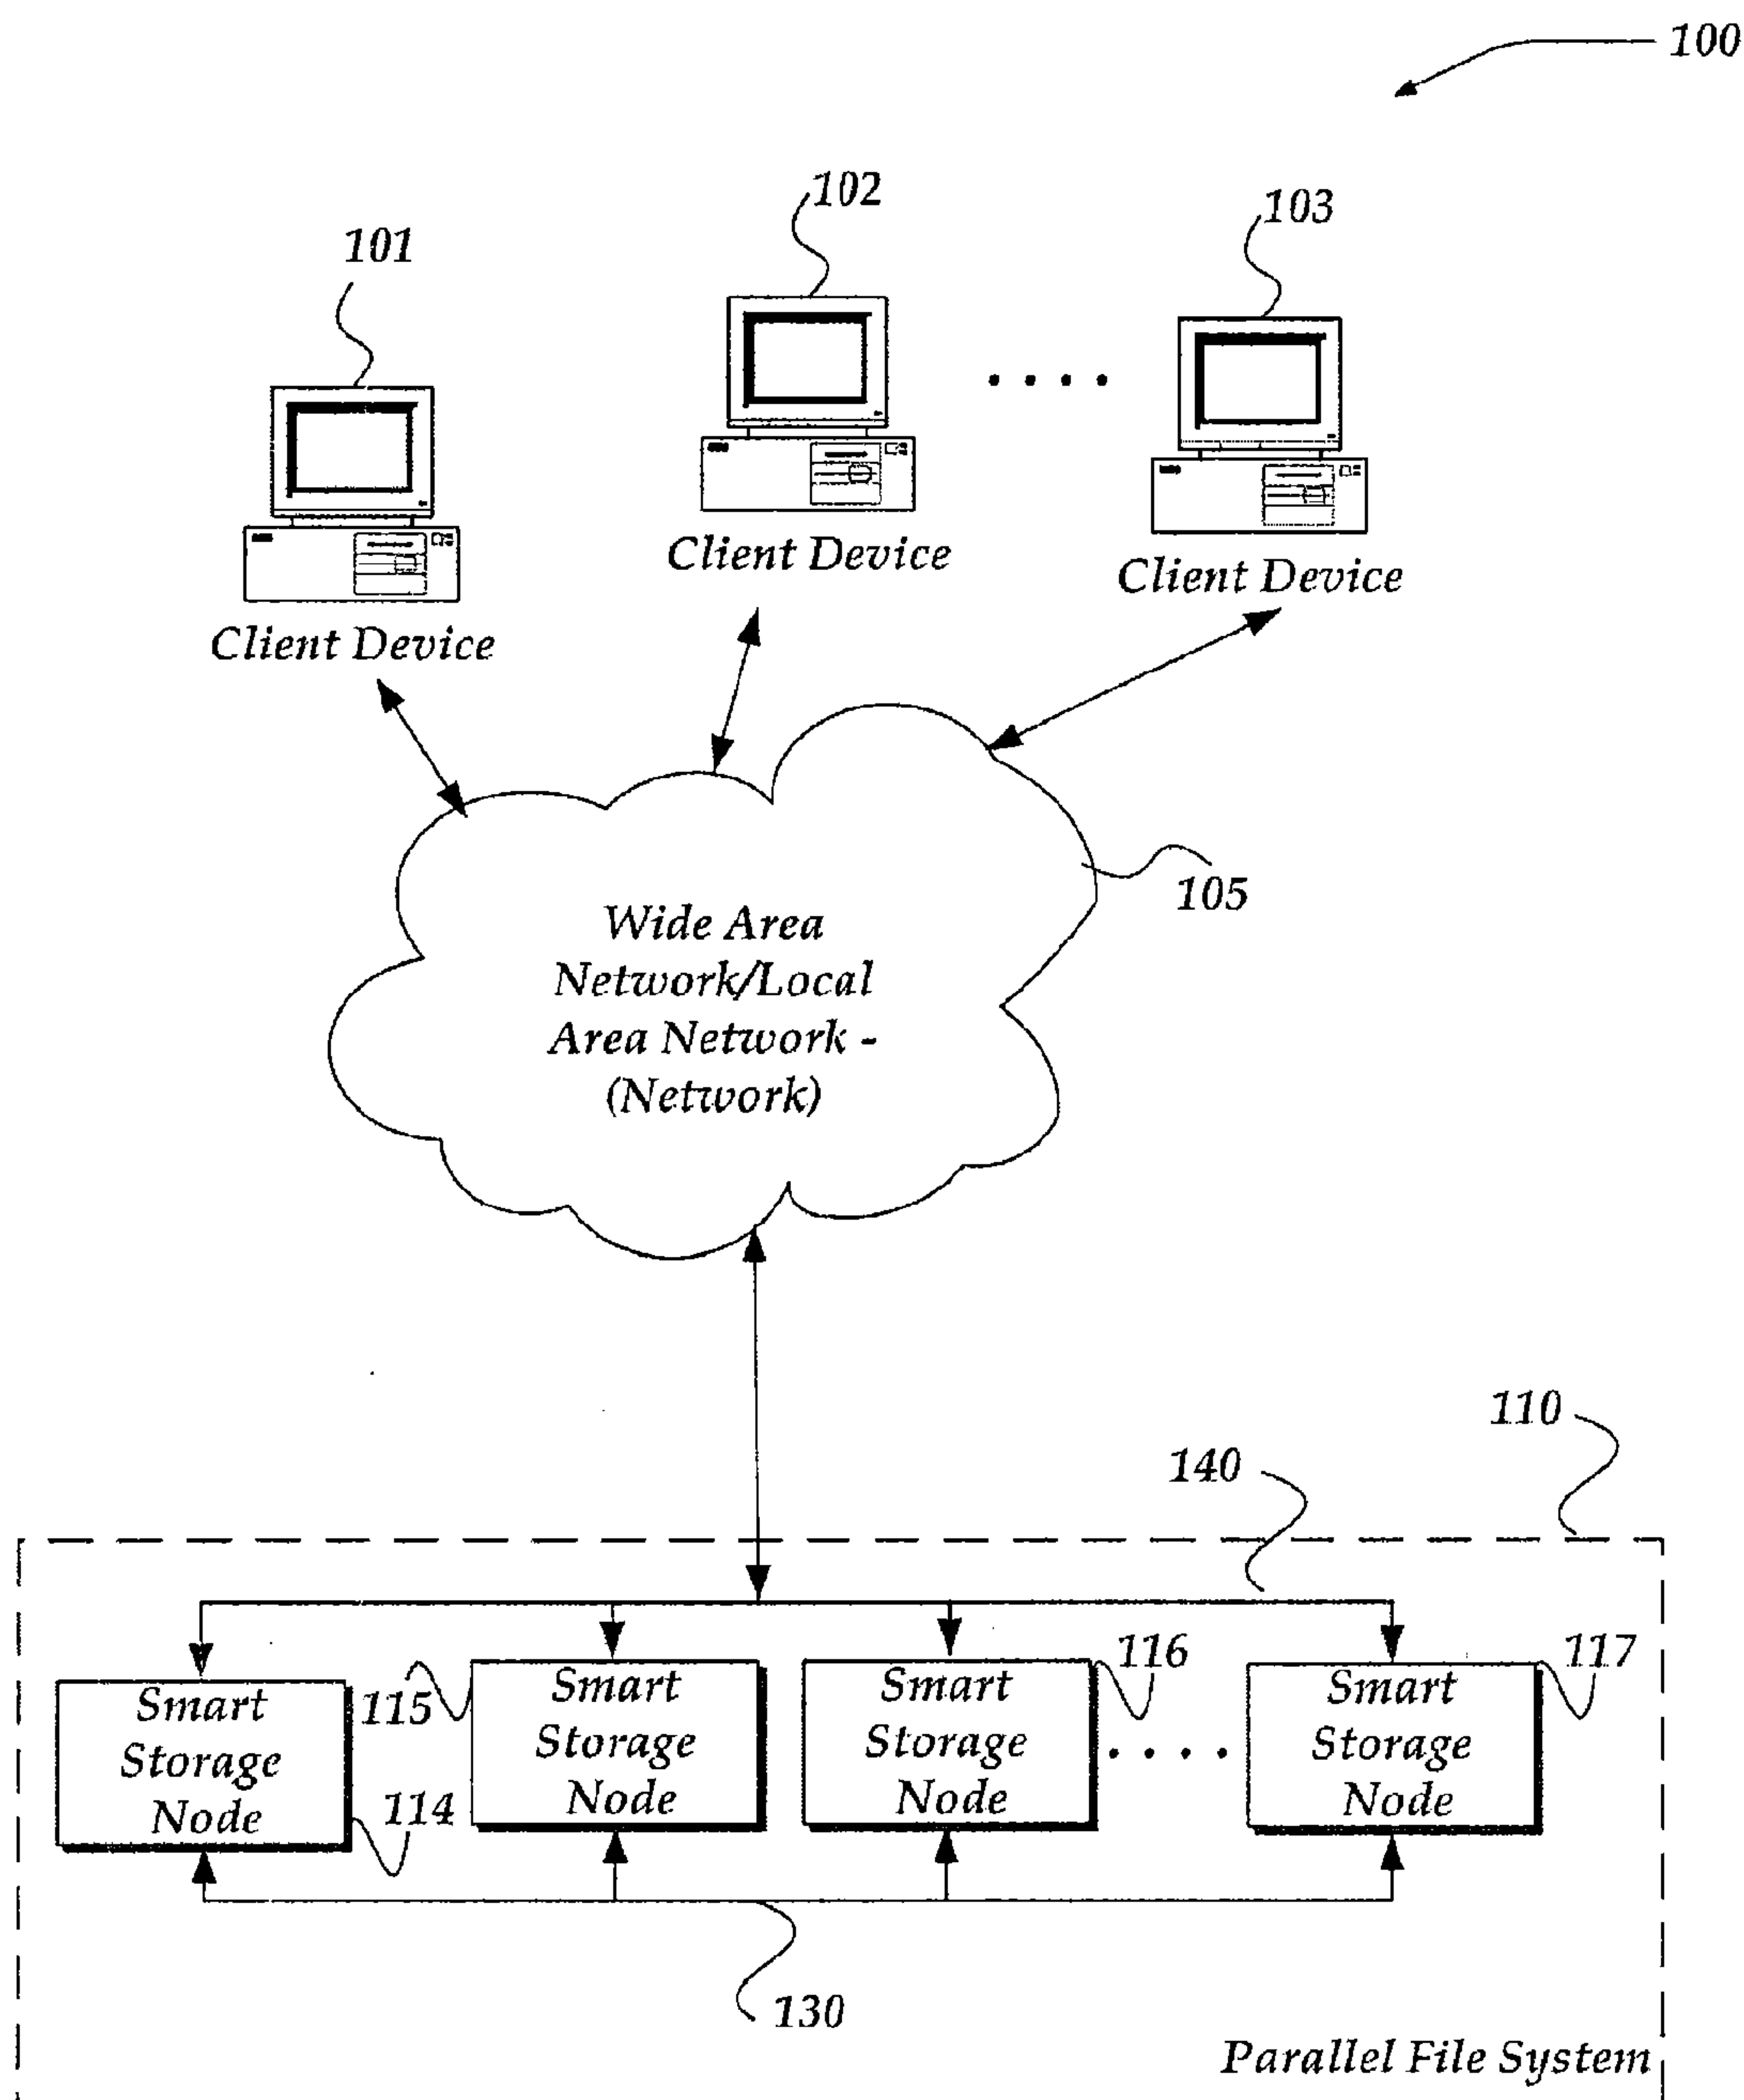 100
102
103
101
Client Device
Client Device
Client Device
105
Wide Area
Network/Local
Area Network -
(Network)
110
140
116
117
115
Smart
Storage
Node
Smart
Storage
Node
Smart
Storage
Node
Smart
Storage
Node
114
130
Parallel File System